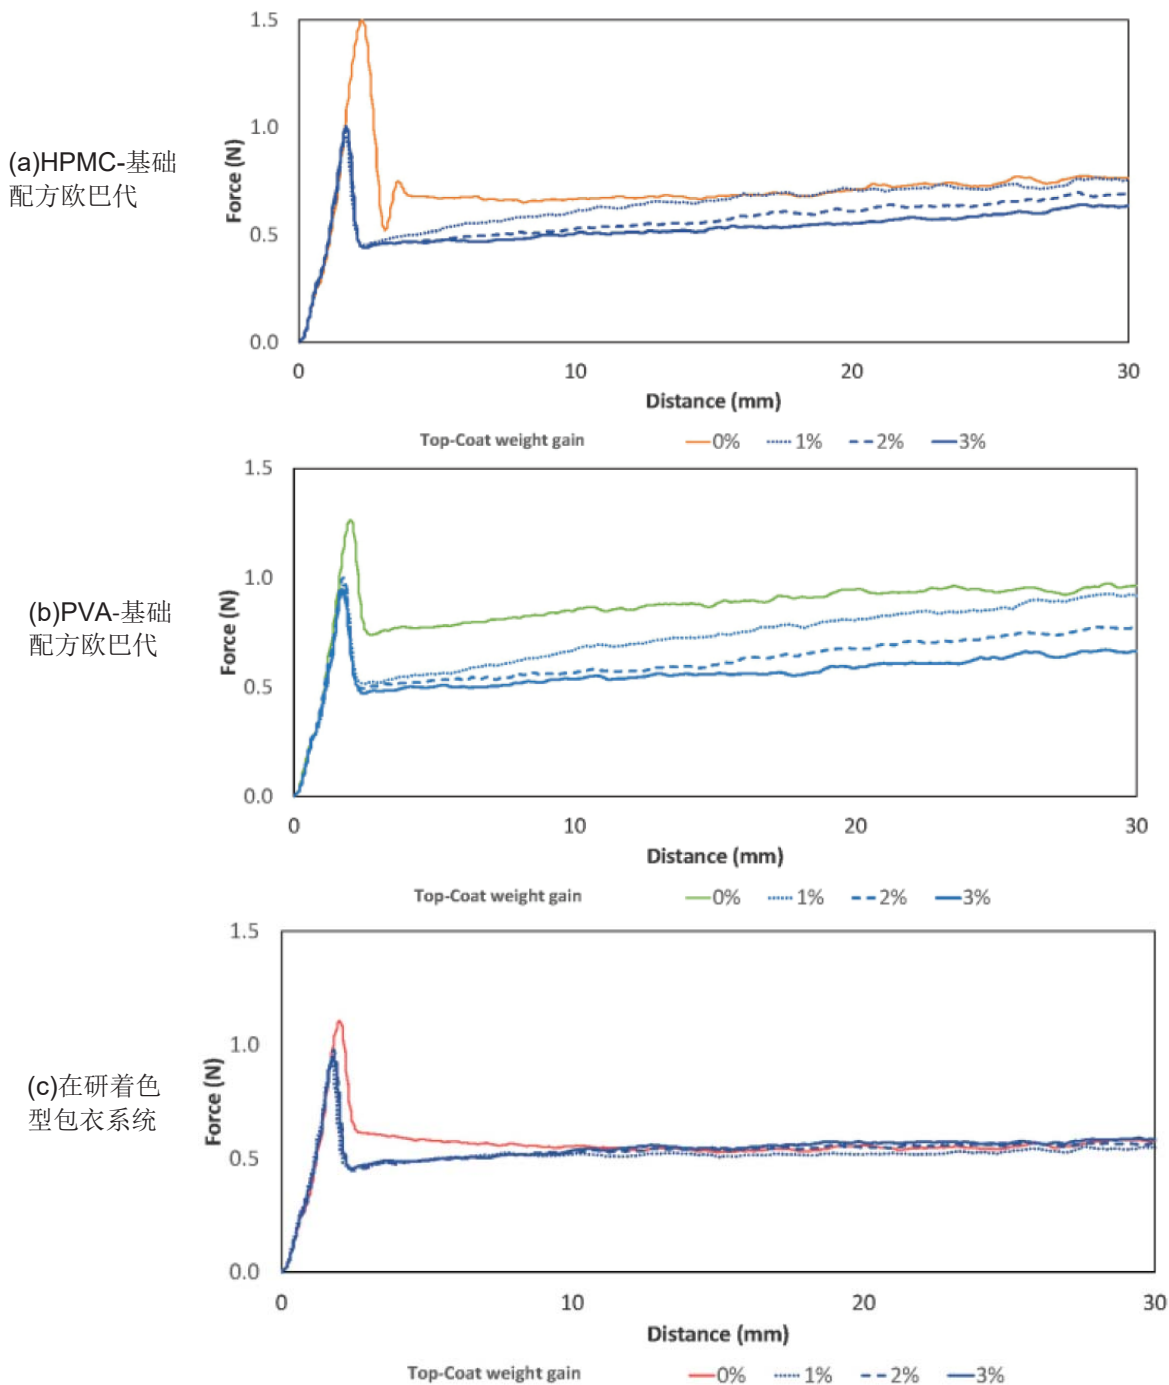 (a)HPMC-基础
配方欧巴代
Force (N)
1.5
1.0
0.5
0.0
0 10 20 30
Distance (mm)
Top-Coat weight gain 0% 1% 2% 3%
(b)PVA-基础
配方欧巴代
Force (N)
1.5
1.0
0.5
0.0
0 10 20 30
Distance (mm)
Top-Coat weight gain 0% 1% 2% 3%
(c)在研着色
型包衣系统
Force (N)
1.5
1.0
0.5
0.0
0 10 20 30
Distance (mm)
Top-Coat weight gain 0% 1% 2% 3%